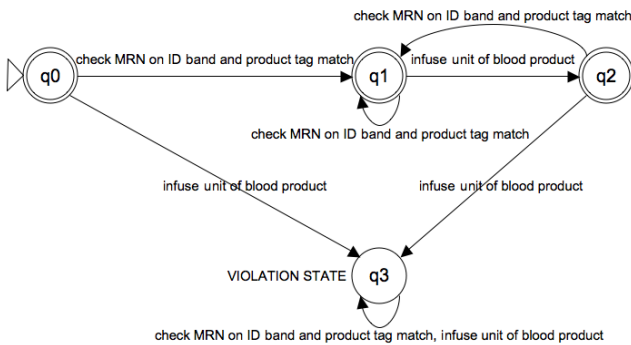 check MRN on ID band and product tag match
check MRN on ID band and product tag match
infuse unit of blood product
q0
q1
q2
check MRN on ID band and product tag match
infuse unit of blood product
infuse unit of blood product
VIOLATION STATE
q3
check MRN on ID band and product tag match, infuse unit of blood product